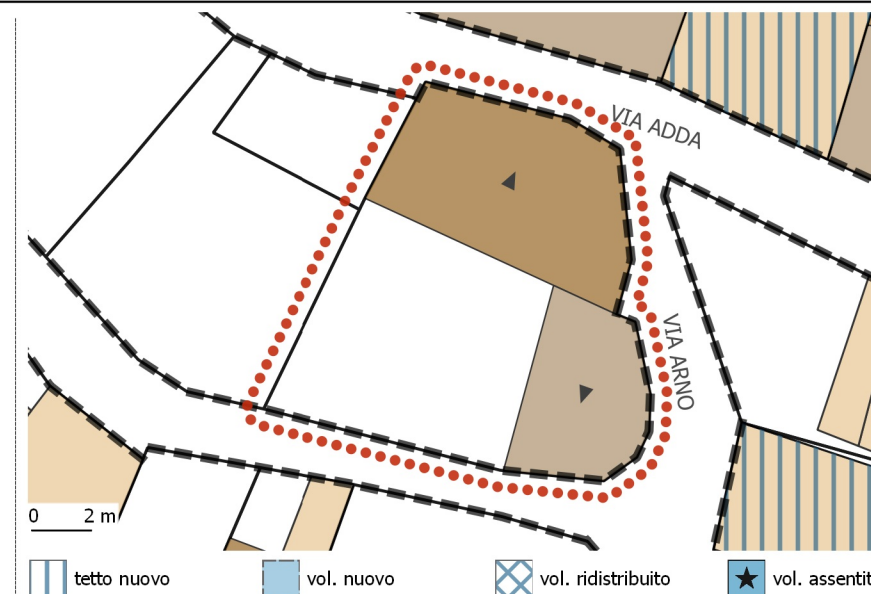 VIA ADDA
VIA ARNO
0 2 m
tetto nuovo vol. nuovo vol. ridistribuito vol. assentit